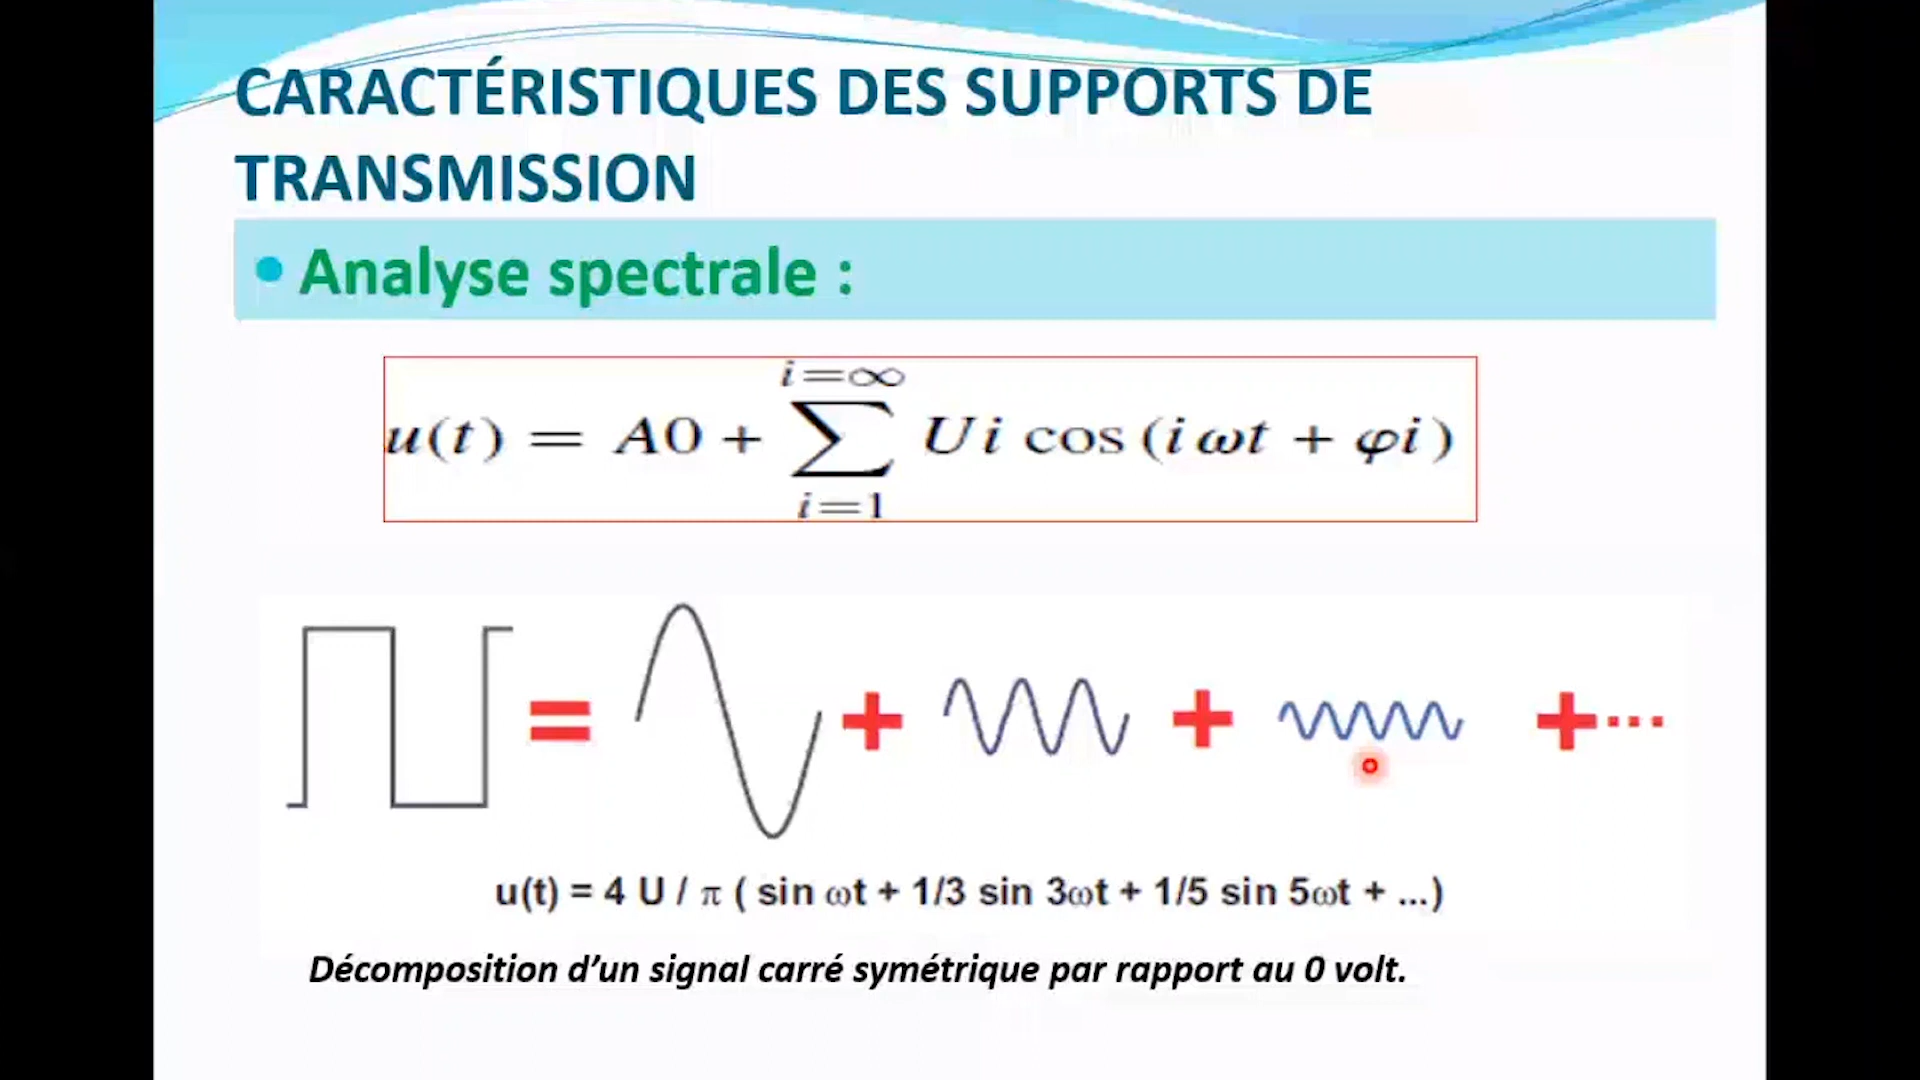 CARACTÉRISTIQUES DES SUPPORTS DE
TRANSMISSION
• Analyse spectrale :
i=∞
u(t) = A0 + ∑ Ui cos (i ωt + φi)
i=1
= + + +...
u(t) = 4 U / π ( sin ωt + 1/3 sin 3ωt + 1/5 sin 5ωt + ...)
Décomposition d’un signal carré symétrique par rapport au 0 volt.